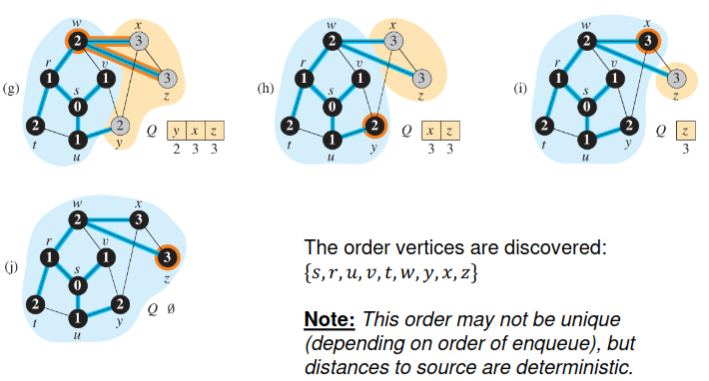 (g)
w
x
2
3
r
v
1
1
3
s
z
0
2
2
t
1
y
u
Q y x z
2 3 3
(h)
w
x
2
3
r
v
1
1
3
s
z
0
2
2
t
1
y
u
Q x z
3 3
(i)
w
x
2
3
r
v
1
1
3
s
z
0
2
2
t
1
y
u
Q z
3
(j)
w
x
2
3
r
v
1
1
3
s
z
0
2
2
t
1
y
u
Q ∅
The order vertices are discovered:
{s, r, u, v, t, w, y, x, z}
Note: This order may not be unique
(depending on order of enqueue), but
distances to source are deterministic.